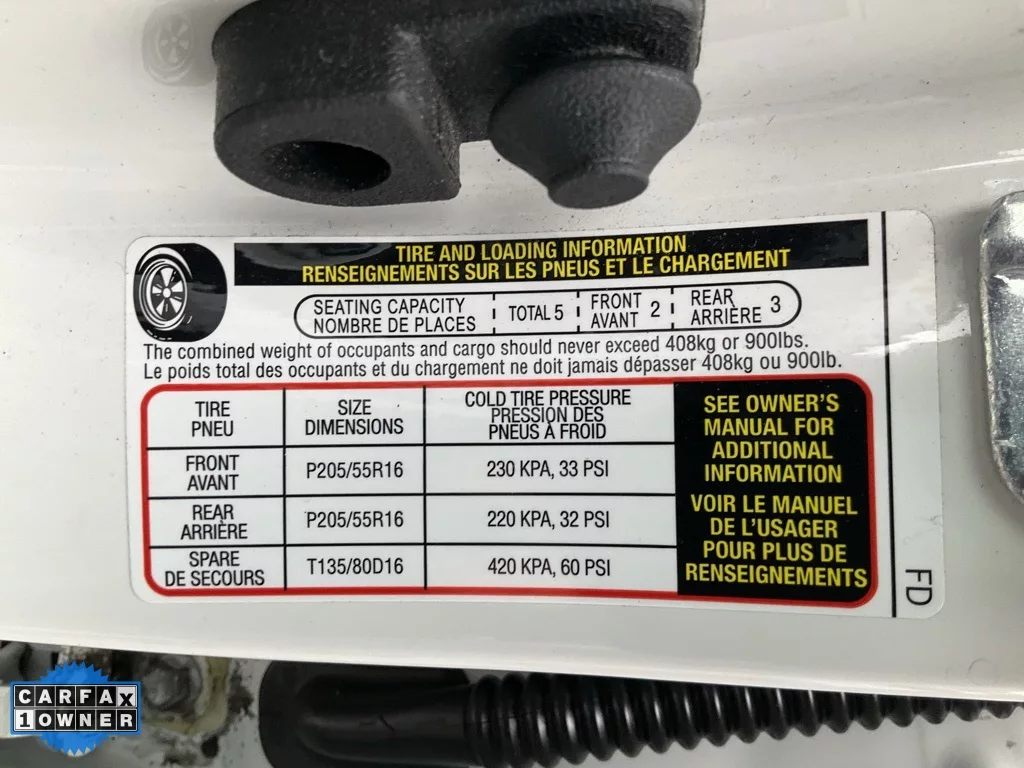 TIRE AND LOADING INFORMATION
RENSEIGNEMENTS SUR LES PNEUS ET LE CHARGEMENT
SEATING CAPACITY
NOMBRE DE PLACES
TOTAL 5
FRONT
AVANT 2
REAR
ARRIÈRE 3
The combined weight of occupants and cargo should never exceed 408kg or 900lbs.
Le poids total des occupants et du chargement ne doit jamais dépasser 408kg ou 900lb.
TIRE
PNEU
SIZE
DIMENSIONS
COLD TIRE PRESSURE
PRESSION DES
PNEUS À FROID
FRONT
AVANT
P205/55R16
230 KPA, 33 PSI
REAR
ARRIÈRE
P205/55R16
220 KPA, 32 PSI
SPARE
DE SECOURS
T135/80D16
420 KPA, 60 PSI
SEE OWNER'S
MANUAL FOR
ADDITIONAL
INFORMATION
VOIR LE MANUEL
DE L'USAGER
POUR PLUS DE
RENSEIGNEMENTS
FD
CARFAX
1 OWNER